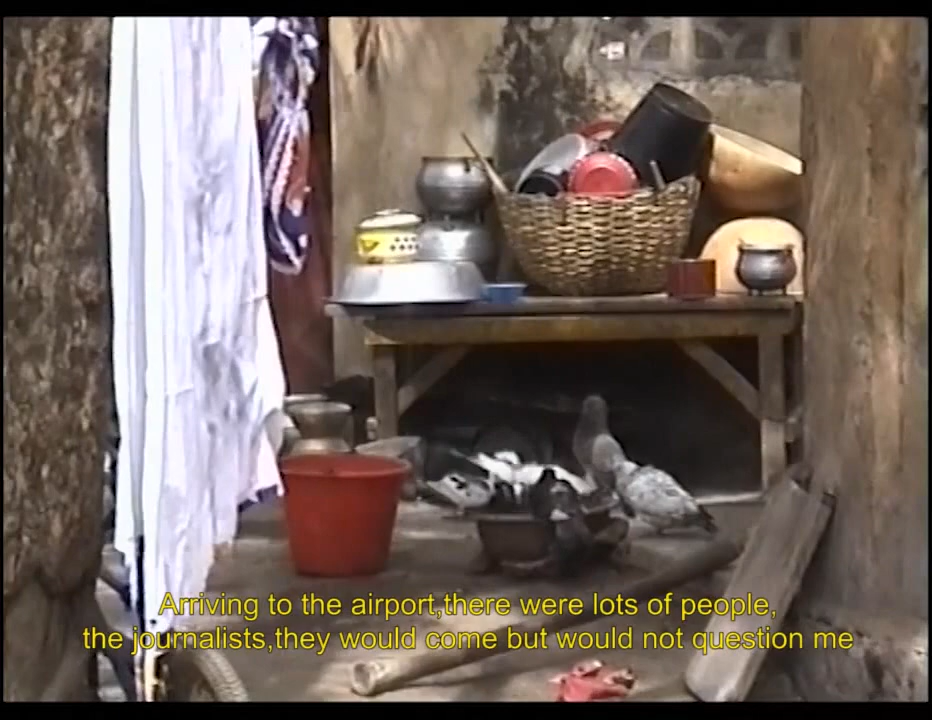 Arriving to the airport,there were lots of people,
the journalists,they would come but would not question me